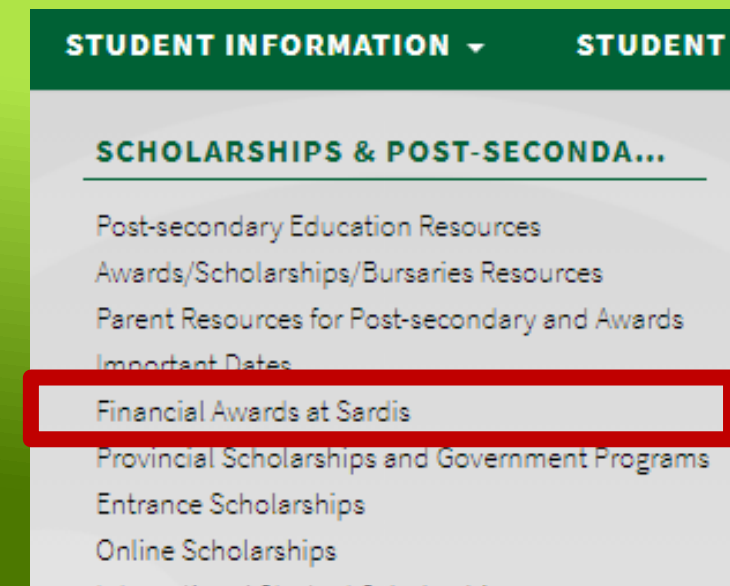 STUDENT INFORMATION STUDENT
SCHOLARSHIPS & POST-SECONDA...
Post-secondary Education Resources
Awards/Scholarships/Bursaries Resources
Parent Resources for Post-secondary and Awards
Important Dates
Financial Awards at Sardis
Provincial Scholarships and Government Programs
Entrance Scholarships
Online Scholarships